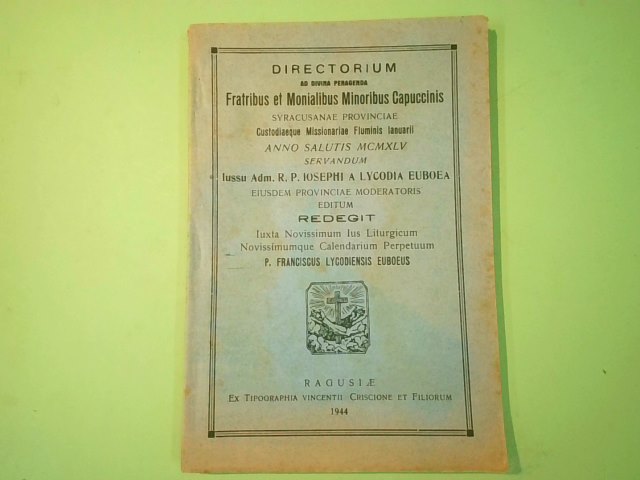 DIRECTORIUM
AD DIVINA PERAGENDA
Fratribus et Monialibus Minoribus Capuccinis
SYRACUSANAE PROVINCIAE
Custodiaeque Missionariae Fluminis Ianuarii
ANNO SALUTIS MCMXLV
SERVANDUM
Iussu Adm. R. P. IOSEPHI A LYCODIA EUBOEA
EIUSDEM PROVINCIAE MODERATORIS
EDITUM
REDEGIT
Iuxta Novissimum Ius Liturgicum
Novissimumque Calendarium Perpetuum
P. FRANCISCUS LYCODIENSIS EUBOEUS
RAGUSIÆ
EX TIPOGRAPHIA VINCENTII CRISCIONE ET FILIORUM
1944